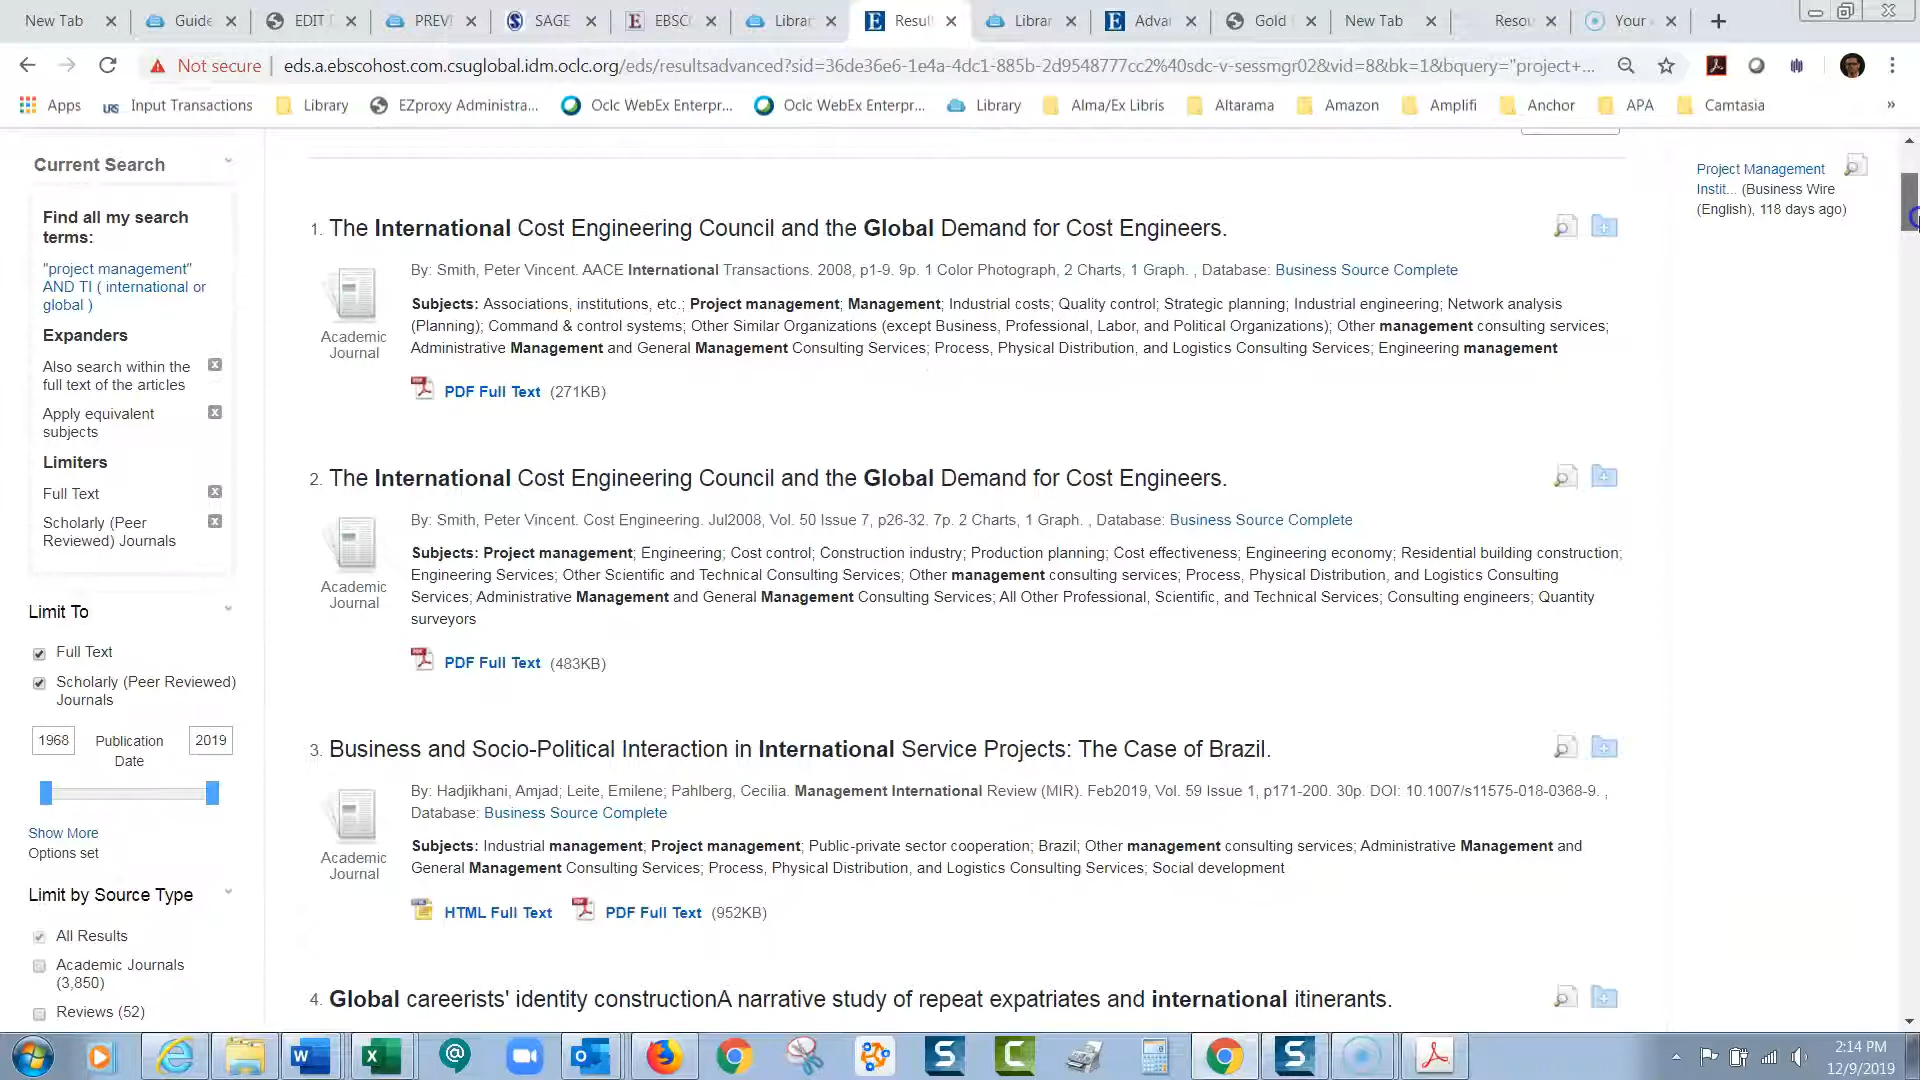 New Tab
Guide
EDIT T
PREVI
SAGE
EBSC
Librar
Result
Librar
Advar
Gold
New Tab
Resou
Your
Not secure
eds.a.ebscohost.com.csuglobal.idm.oclc.org/eds/resultsadvanced?sid=36de36e6-1e4a-4dc1-885b-2d9548777cc2%40sdc-v-sessmgr02&vid=8&bk=1&bquery="project+...
Apps
Input Transactions
Library
EZproxy Administra...
Oclc WebEx Enterpr...
Oclc WebEx Enterpr...
Library
Alma/Ex Libris
Altarama
Amazon
Amplifi
Anchor
APA
Camtasia
»
Current Search
Find all my search
terms:
"project management"
AND TI ( international or
global )
Expanders
Also search within the
full text of the articles
Apply equivalent
subjects
Limiters
Full Text
Scholarly (Peer
Reviewed) Journals
Limit To
Full Text
Scholarly (Peer Reviewed)
Journals
1968
Publication
Date
2019
Show More
Options set
Limit by Source Type
All Results
Academic Journals
(3,850)
Reviews (52)
1. The International Cost Engineering Council and the Global Demand for Cost Engineers.
By: Smith, Peter Vincent. AACE International Transactions. 2008, p1-9. 9p. 1 Color Photograph, 2 Charts, 1 Graph. , Database: Business Source Complete
Subjects: Associations, institutions, etc.; Project management; Management; Industrial costs; Quality control; Strategic planning; Industrial engineering; Network analysis
(Planning); Command & control systems; Other Similar Organizations (except Business, Professional, Labor, and Political Organizations); Other management consulting services;
Administrative Management and General Management Consulting Services; Process, Physical Distribution, and Logistics Consulting Services; Engineering management
Academic
Journal
PDF Full Text (271KB)
2. The International Cost Engineering Council and the Global Demand for Cost Engineers.
By: Smith, Peter Vincent. Cost Engineering. Jul2008, Vol. 50 Issue 7, p26-32. 7p. 2 Charts, 1 Graph. , Database: Business Source Complete
Subjects: Project management; Engineering; Cost control; Construction industry; Production planning; Cost effectiveness; Engineering economy; Residential building construction;
Engineering Services; Other Scientific and Technical Consulting Services; Other management consulting services; Process, Physical Distribution, and Logistics Consulting
Services; Administrative Management and General Management Consulting Services; All Other Professional, Scientific, and Technical Services; Consulting engineers; Quantity
surveyors
Academic
Journal
PDF Full Text (483KB)
3. Business and Socio-Political Interaction in International Service Projects: The Case of Brazil.
By: Hadjikhani, Amjad; Leite, Emilene; Pahlberg, Cecilia. Management International Review (MIR). Feb2019, Vol. 59 Issue 1, p171-200. 30p. DOI: 10.1007/s11575-018-0368-9. ,
Database: Business Source Complete
Subjects: Industrial management; Project management; Public-private sector cooperation; Brazil; Other management consulting services; Administrative Management and
General Management Consulting Services; Process, Physical Distribution, and Logistics Consulting Services; Social development
Academic
Journal
HTML Full Text PDF Full Text (952KB)
4. Global careerists' identity constructionA narrative study of repeat expatriates and international itinerants.
Project Management
Instit... (Business Wire
(English), 118 days ago)
2:14 PM
12/9/2019